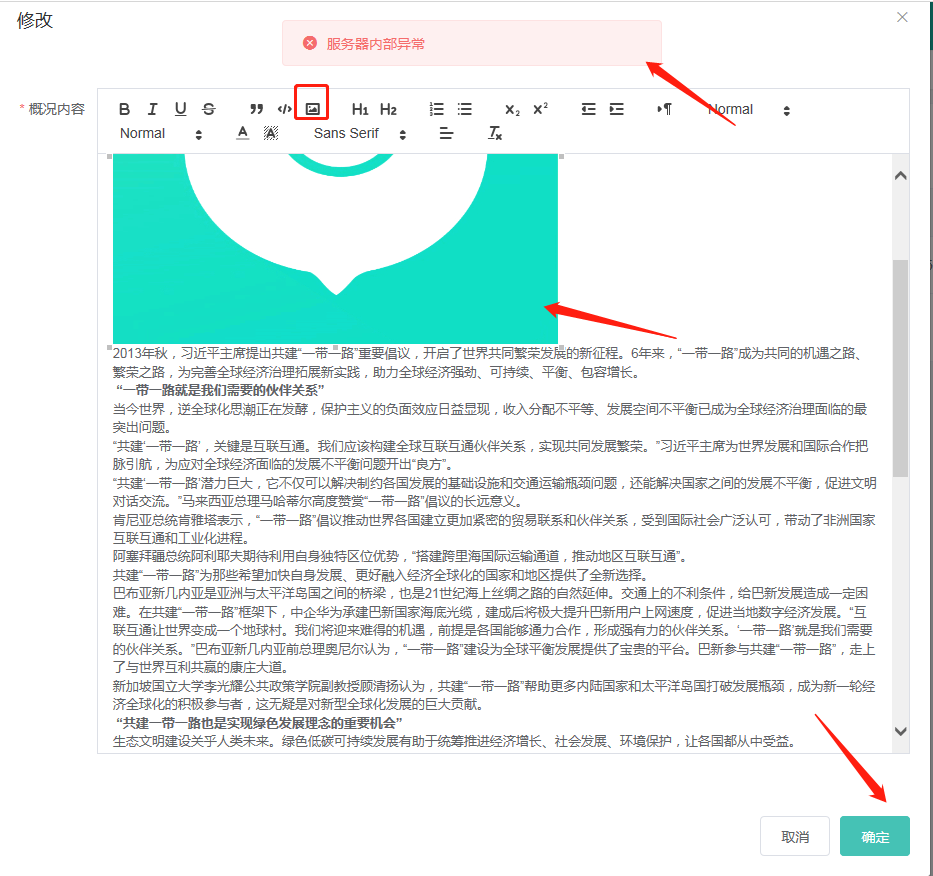 修改
服务器内部异常
* 概况内容
B I U S H1 H2 X2 X2 Normal
Normal A A Sans Serif Tx
2013年秋，习近平主席提出共建“一带一路”重要倡议，开启了世界共同繁荣发展的新征程。6年来，“一带一路”成为共同的机遇之路、
繁荣之路，为完善全球经济治理拓展新实践，助力全球经济强劲、可持续、平衡、包容增长。
“一带一路就是我们需要的伙伴关系”
当今世界，逆全球化思潮正在发酵，保护主义的负面效应日益显现，收入分配不平等、发展空间不平衡已成为全球经济治理面临的最
突出问题。
“共建‘一带一路’，关键是互联互通。我们应该构建全球互联互通伙伴关系，实现共同发展繁荣。”习近平主席为世界发展和国际合作把
脉引航，为应对全球经济面临的发展不平衡问题开出“良方”。
“共建‘一带一路’潜力巨大，它不仅可以解决制约各国发展的基础设施和交通运输瓶颈问题，还能解决国家之间的发展不平衡，促进文明
对话交流。”马来西亚总理马哈蒂尔高度赞赏“一带一路”倡议的长远意义。
肯尼亚总统肯雅塔表示，“一带一路”倡议推动世界各国建立更加紧密的贸易联系和伙伴关系，受到国际社会广泛认可，带动了非洲国家
互联互通和工业化进程。
阿塞拜疆总统阿利耶夫期待利用自身独特区位优势，“搭建跨里海国际运输通道，推动地区互联互通”。
共建“一带一路”为那些希望加快自身发展、更好融入经济全球化的国家和地区提供了全新选择。
巴布亚新几内亚是亚洲与太平洋岛国之间的桥梁，也是21世纪海上丝绸之路的自然延伸。交通上的不利条件，给巴新发展造成一定困
难。在共建“一带一路”框架下，中企华为承建巴新国家海底光缆，建成后将极大提升巴新用户上网速度，促进当地数字经济发展。“互
联互通让世界变成一个地球村。我们将迎来难得的机遇，前提是各国能够通力合作，形成强有力的伙伴关系。‘一带一路’就是我们需要
的伙伴关系。”巴布亚新几内亚前总理奥尼尔认为，“一带一路”建设为全球平衡发展提供了宝贵的平台。巴新参与共建“一带一路”，走上
了与世界互利共赢的康庄大道。
新加坡国立大学李光耀公共政策学院副教授顾清扬认为，共建“一带一路”帮助更多内陆国家和太平洋岛国打破发展瓶颈，成为新一轮经
济全球化的积极参与者，这无疑是对新型全球化发展的巨大贡献。
“共建一带一路也是实现绿色发展理念的重要机会”
生态文明建设关乎人类未来。绿色低碳可持续发展有助于统筹推进经济增长、社会发展、环境保护，让各国都从中受益。
取消 确定